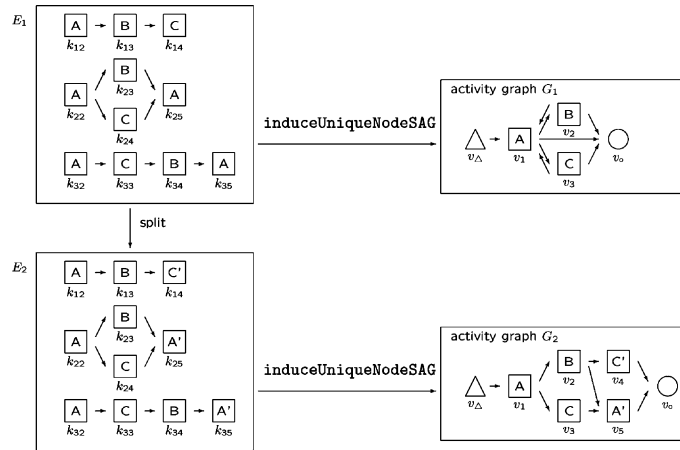 E₁
A B C
k₁₂ k₁₃ k₁₄
B
k₂₃
A A
k₂₂ k₂₅
C
k₂₄
A C B A
k₃₂ k₃₃ k₃₄ k₃₅
induceUniqueNodeSAG
activity graph G₁
B
v₂
A
v△ v₁ v○
C
v₃
split
E₂
A B C'
k₁₂ k₁₃ k₁₄
B
k₂₃
A A'
k₂₂ k₂₅
C
k₂₄
A C B A'
k₃₂ k₃₃ k₃₄ k₃₅
induceUniqueNodeSAG
activity graph G₂
B C'
v₂ v₄
A
v△ v₁ v○
C A'
v₃ v₅